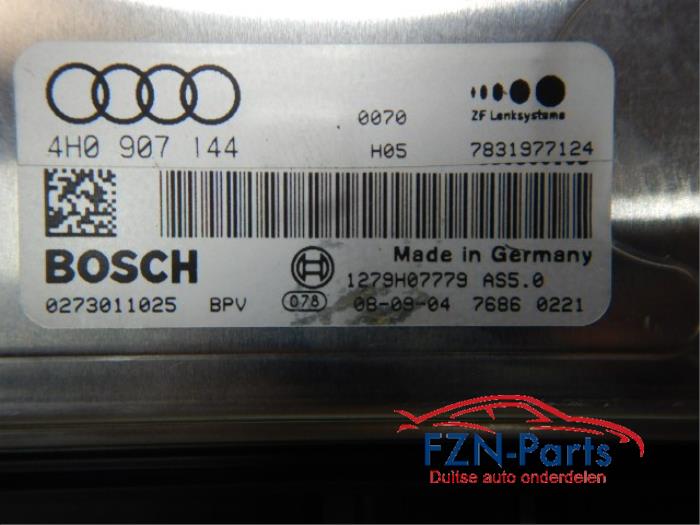 0070
ZF Lenksysteme
4H0 907 144
H05
7831977124
BOSCH
Made in Germany
1279H07779 AS5.0
0273011025 BPV 078 08-09-04 7686 0221
FZN-Parts
Duitse auto onderdelen